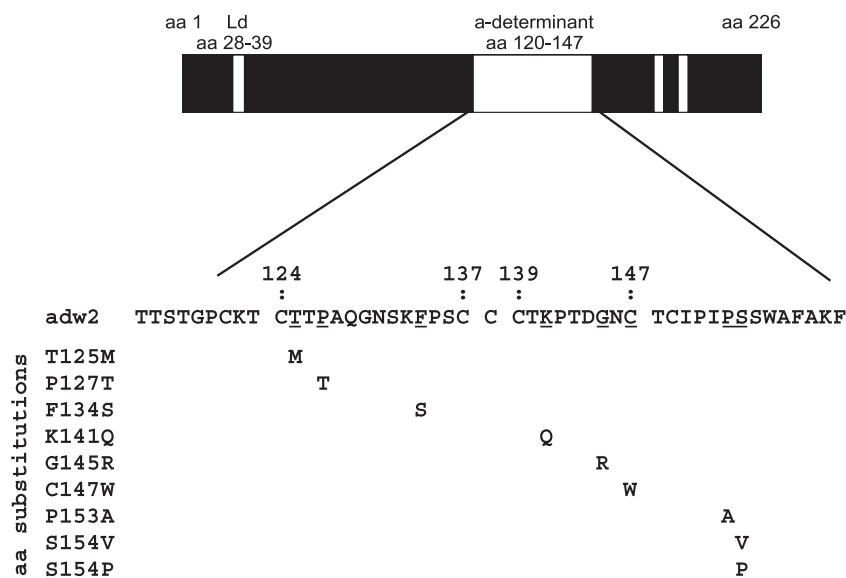 aa 1 Ld a-determinant aa 226
aa 28-39 aa 120-147
124 137 139 147
: : : :
adw2 TTSTGPCKT CTTPAQGNSKFPSC C CTKPTDGNC TCIPIPSSWAFAKF
aa substitutions
T125M M
P127T T
F134S S
K141Q Q
G145R R
C147W W
P153A A
S154V V
S154P P